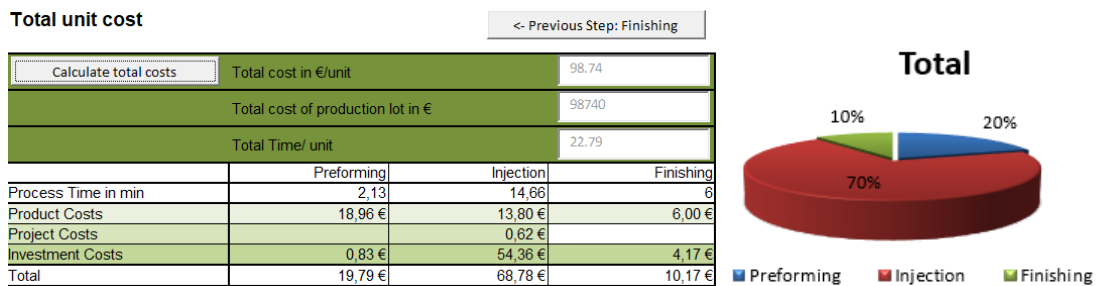 Total unit cost
<- Previous Step: Finishing
Calculate total costs Total cost in €/unit 98.74
Total cost of production lot in € 98740
Total Time/ unit 22.79
Preforming Injection Finishing
Process Time in min 2,13 14,66 6
Product Costs 18,96 € 13,80 € 6,00 €
Project Costs 0,62 €
Investment Costs 0,83 € 54,36 € 4,17 €
Total 19,79 € 68,78 € 10,17 €
Total
10% 20%
70%
Preforming Injection Finishing